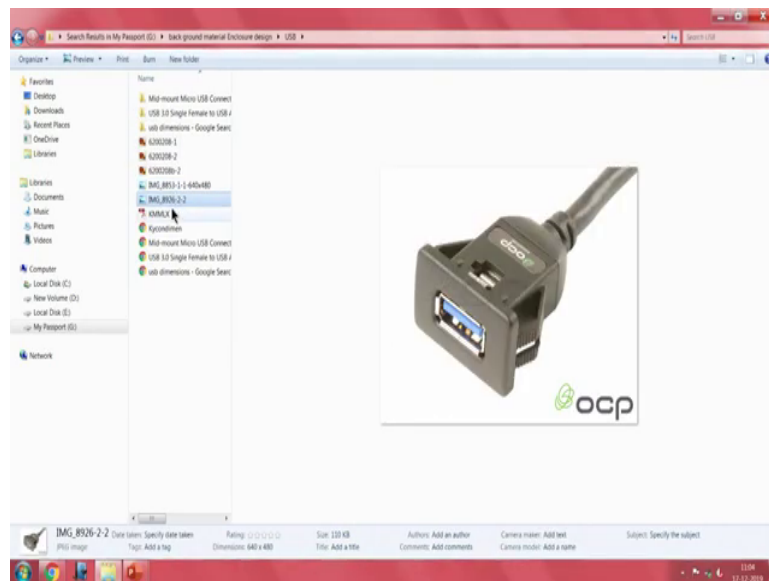 Search Results in My Passport (G:) ▸ back ground material Enclosure design ▸ USB
Search USB
Organize Preview Print Burn New folder
Favorites
Desktop
Downloads
Recent Places
OneDrive
Libraries
Libraries
Documents
Music
Pictures
Videos
Computer
Local Disk (C:)
New Volume (D:)
Local Disk (E:)
My Passport (G:)
Network
Name
Mid-mount Micro USB Connect
USB 3.0 Single Female to USB A
usb dimensions - Google Searc
6200208-1
6200208-2
6200208b-2
IMG_8853-1-1-640x480
IMG_8926-2-2
KMMLX
Kycondimen
Mid-mount Micro USB Connect
USB 3.0 Single Female to USB A
usb dimensions - Google Searc
ocp
ocp
IMG_8926-2-2 Date taken: Specify date taken Rating: Size: 110 KB Authors: Add an author Camera maker: Add text Subject: Specify the subject
JPEG image Tags: Add a tag Dimensions: 640 x 480 Title: Add a title Comments: Add comments Camera model: Add a name
11:04
17-12-2018